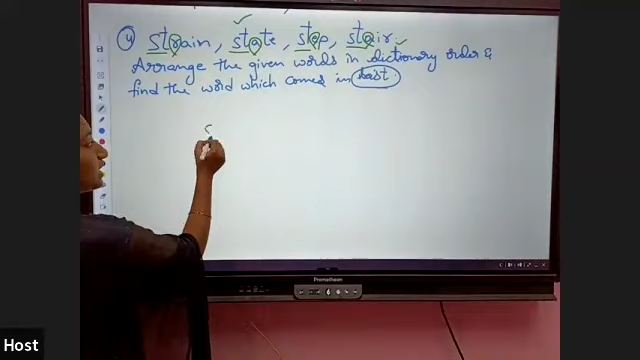 4) strain, state, step, stair.
Arrange the given words in dictionary order &
find the word which comes in last.
Promethean
Host